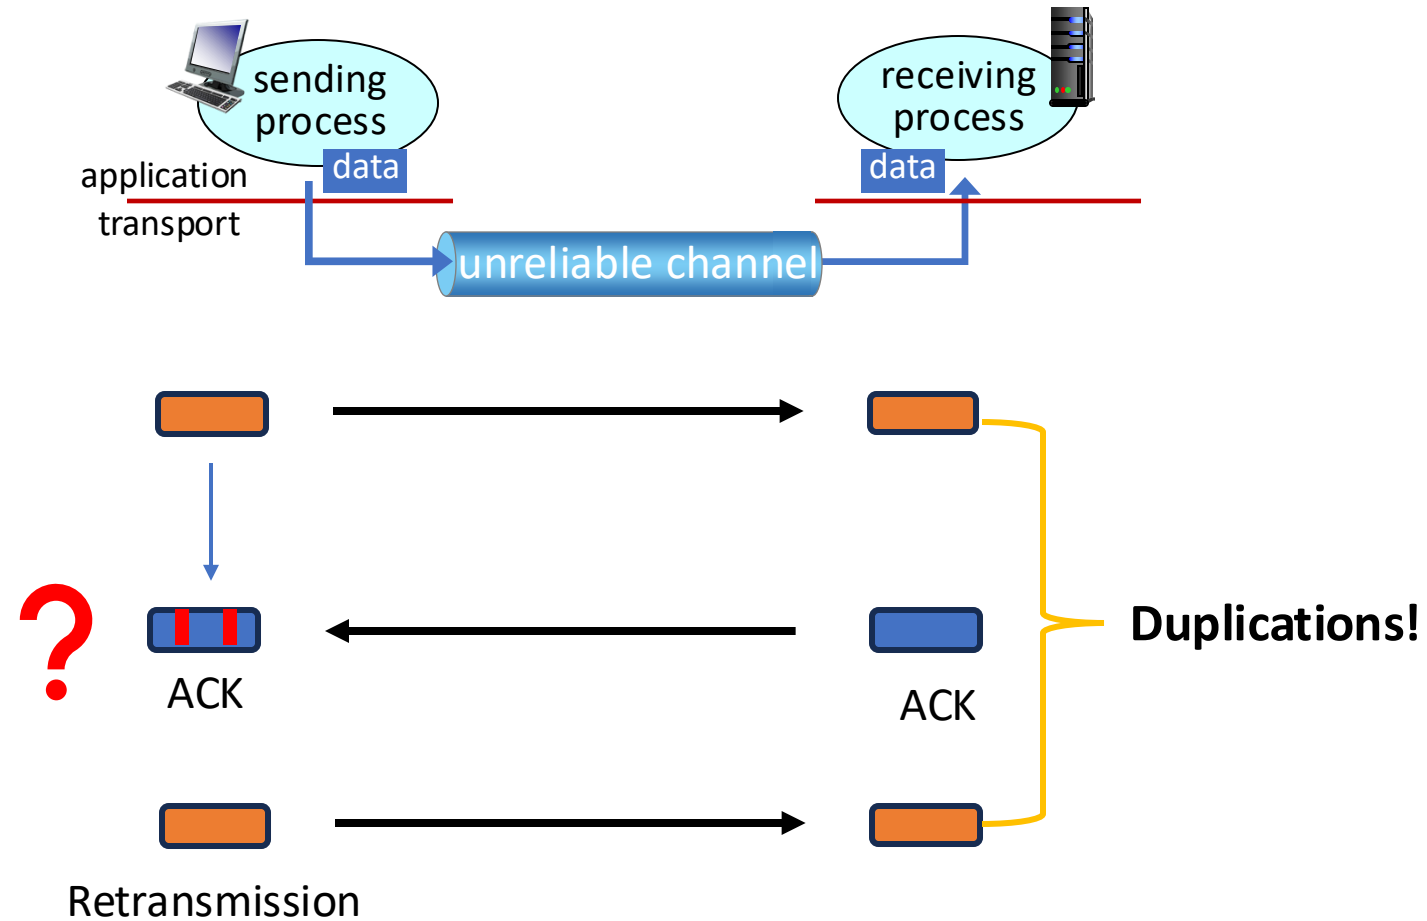 sending
process
receiving
process
data
data
application
transport
unreliable channel
?
Duplications!
ACK
ACK
Retransmission